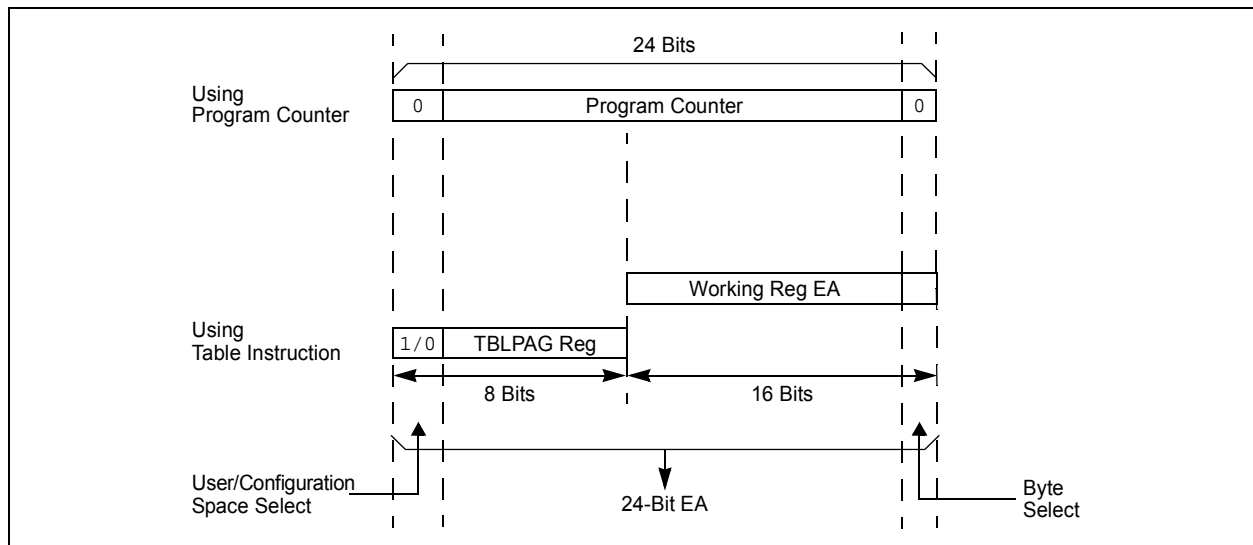 24 Bits
Using
Program Counter
0
Program Counter
0
Working Reg EA
Using
Table Instruction
1/0
TBLPAG Reg
8 Bits
16 Bits
User/Configuration
Space Select
24-Bit EA
Byte
Select